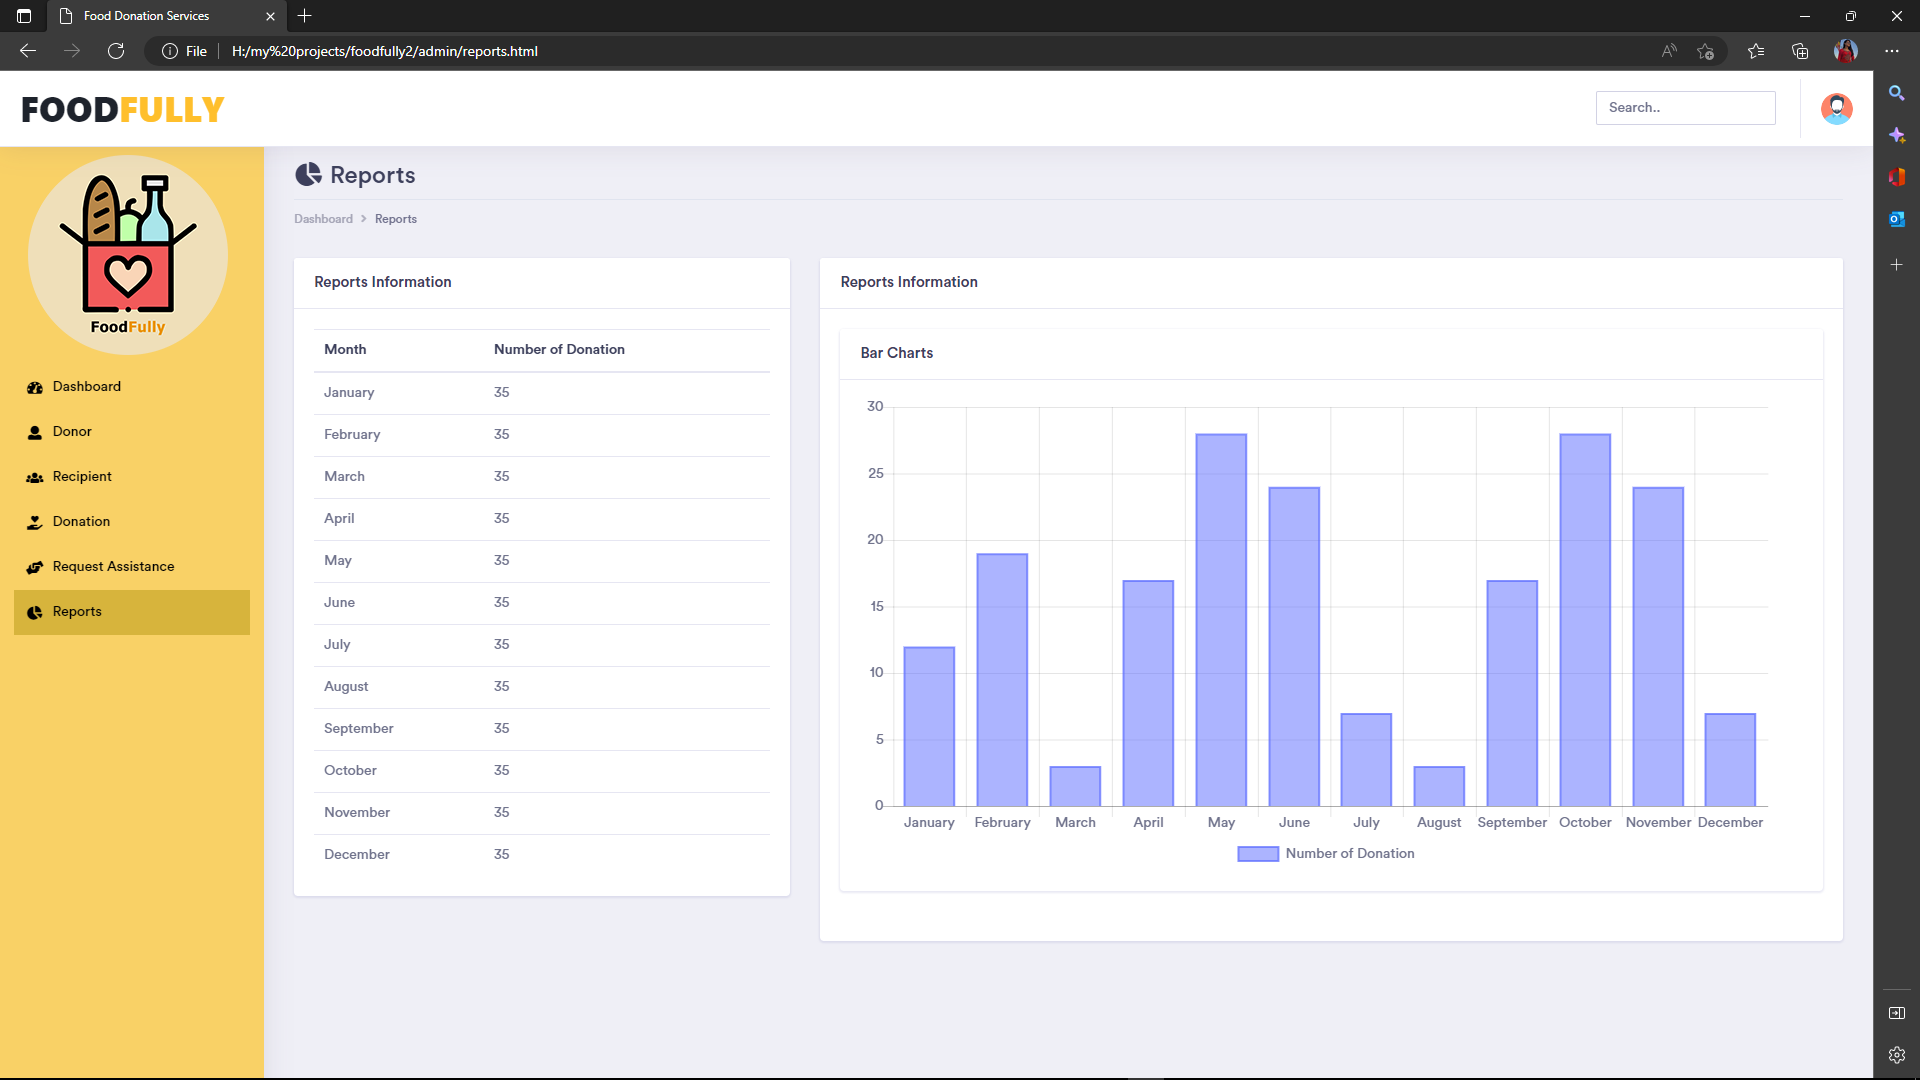 Food Donation Services
File
H:/my%20projects/foodfully2/admin/reports.html
FOODFULLY
Search..
FoodFully
Dashboard
Donor
Recipient
Donation
Request Assistance
Reports
Reports
Dashboard > Reports
Reports Information
Month Number of Donation
January 35
February 35
March 35
April 35
May 35
June 35
July 35
August 35
September 35
October 35
November 35
December 35
Reports Information
Bar Charts
30
25
20
15
10
5
0
January February March April May June July August September October November December
Number of Donation